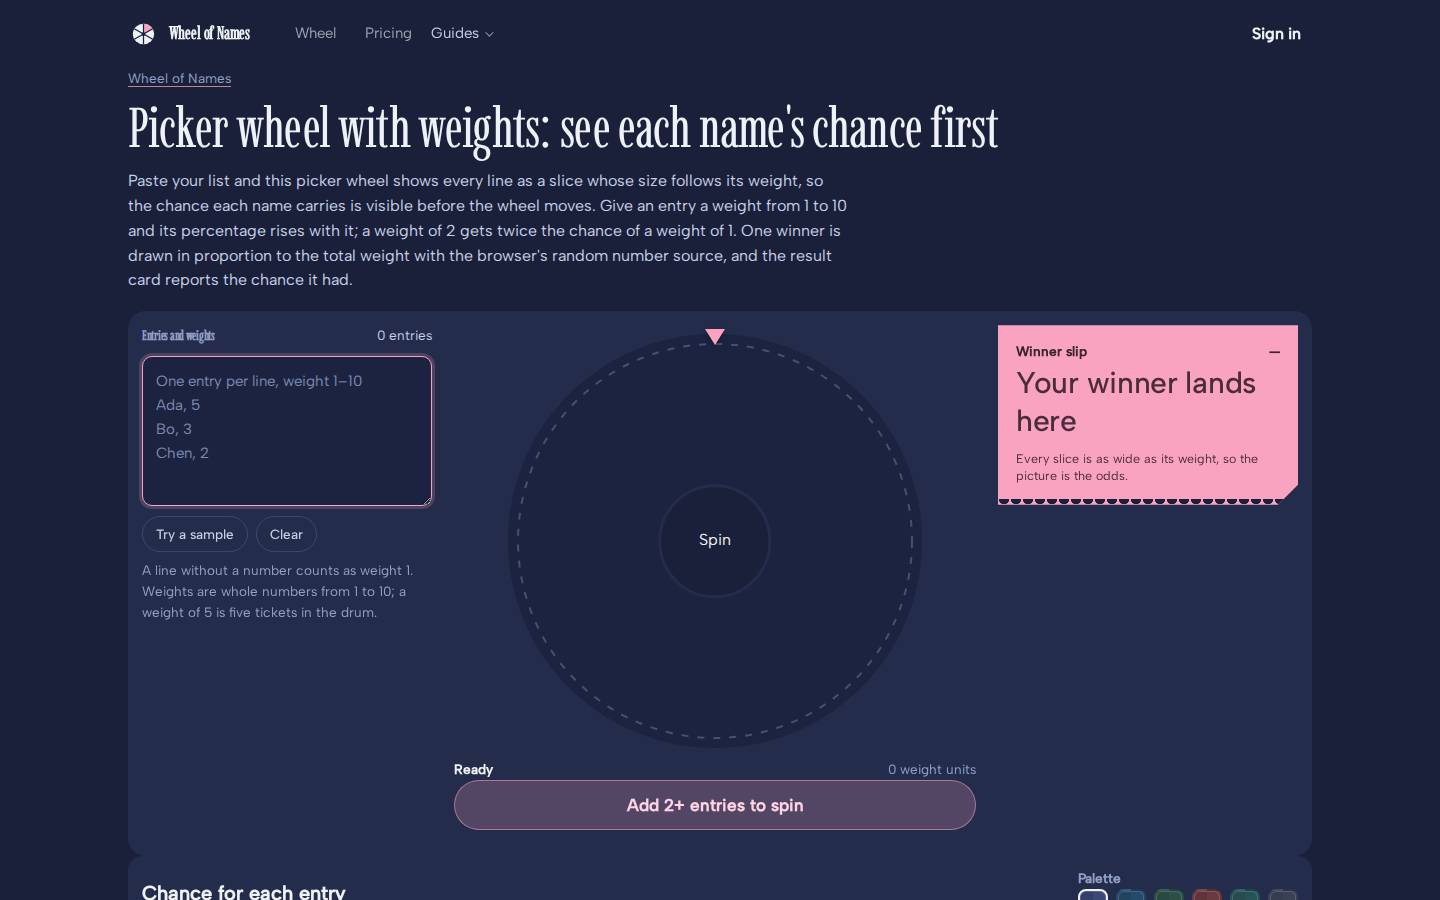 Wheel of Names
Wheel
Pricing
Guides
Sign in
Wheel of Names
Picker wheel with weights: see each name's chance first
Paste your list and this picker wheel shows every line as a slice whose size follows its weight, so
the chance each name carries is visible before the wheel moves. Give an entry a weight from 1 to 10
and its percentage rises with it; a weight of 2 gets twice the chance of a weight of 1. One winner is
drawn in proportion to the total weight with the browser's random number source, and the result
card reports the chance it had.
Entries and weights
0 entries
One entry per line, weight 1–10
Ada, 5
Bo, 3
Chen, 2
Try a sample
Clear
A line without a number counts as weight 1.
Weights are whole numbers from 1 to 10; a
weight of 5 is five tickets in the drum.
Spin
Ready
0 weight units
Add 2+ entries to spin
Winner slip
–
Your winner lands
here
Every slice is as wide as its weight, so the
picture is the odds.
Chance for each entry
Palette